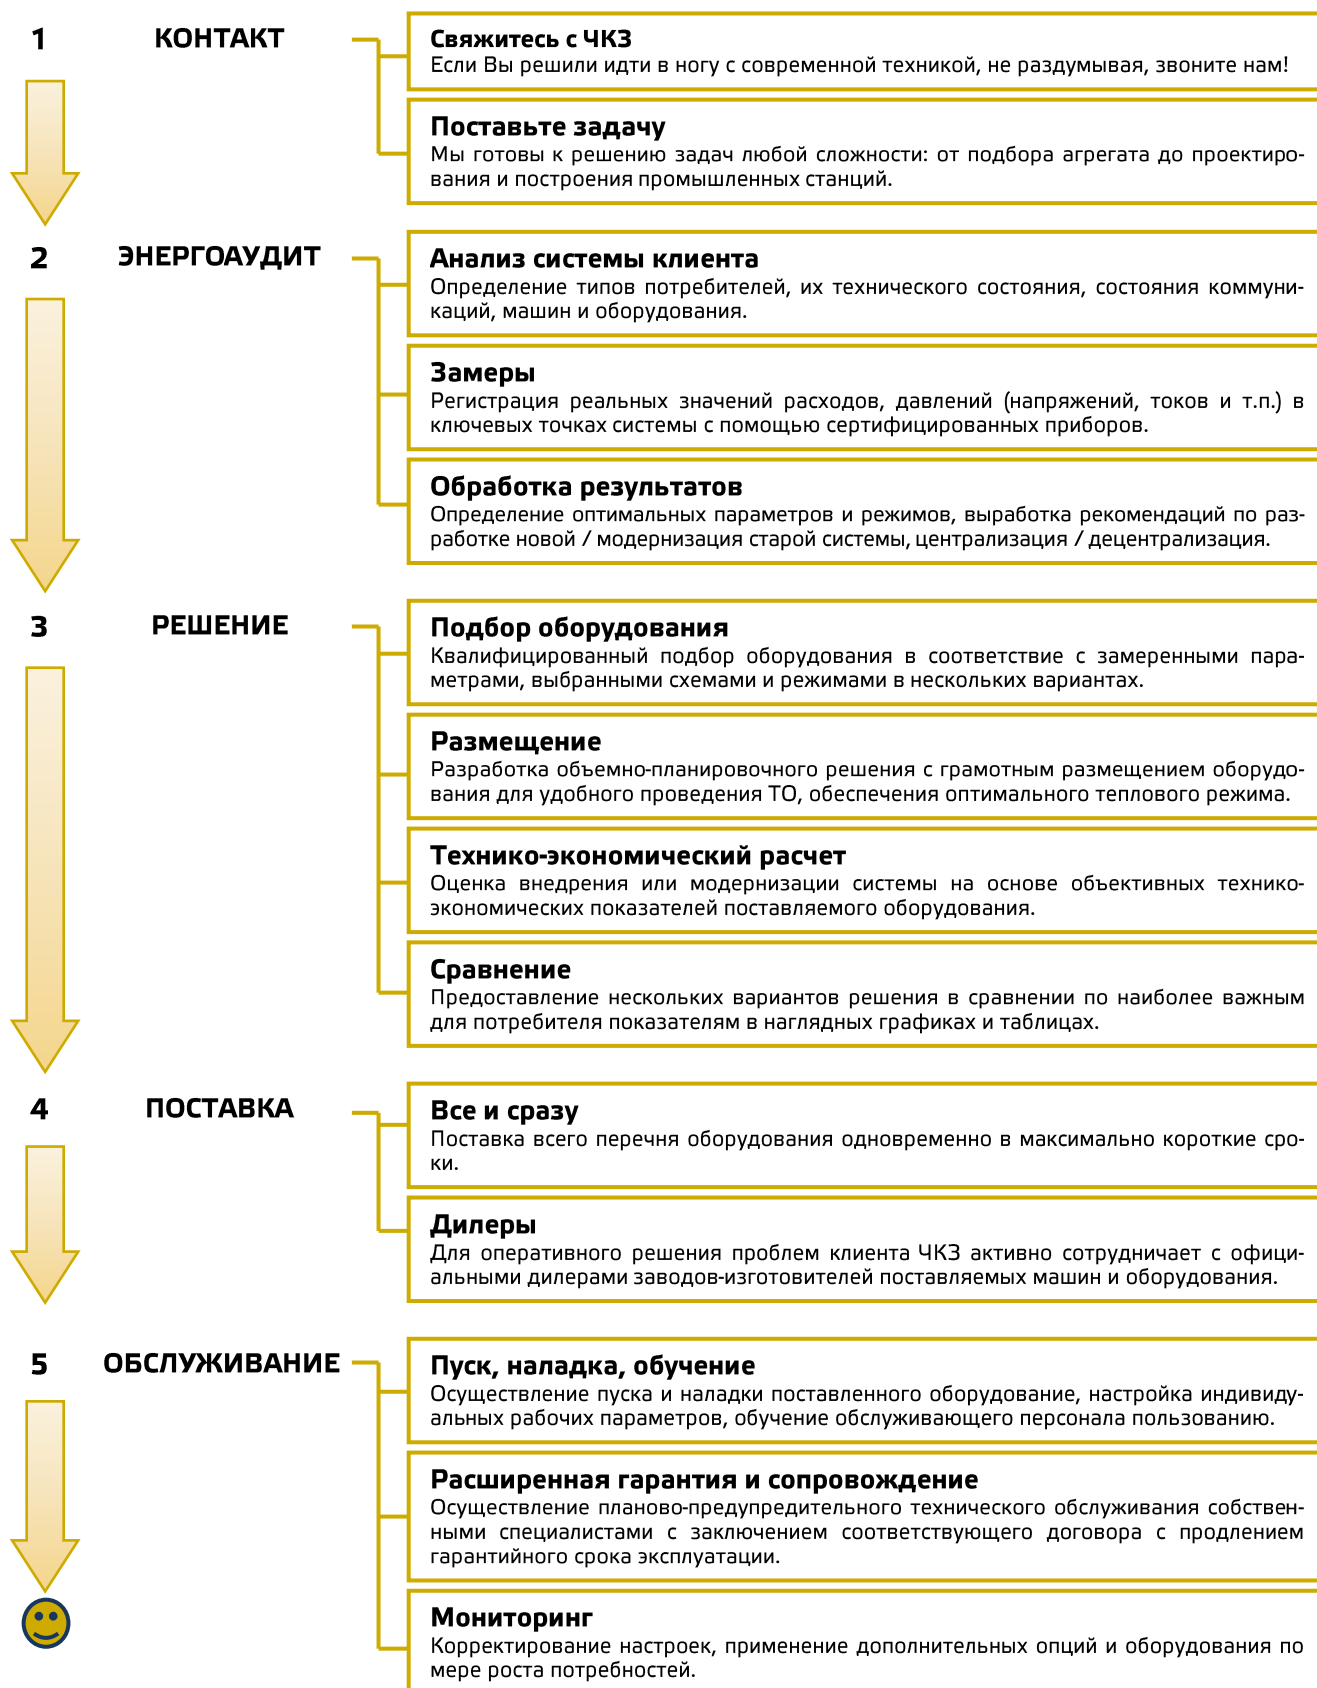 1 КОНТАКТ
Свяжитесь с ЧКЗ
Если Вы решили идти в ногу с современной техникой, не раздумывая, звоните нам!
Поставьте задачу
Мы готовы к решению задач любой сложности: от подбора агрегата до проектиро-
вания и построения промышленных станций.
2 ЭНЕРГОАУДИТ
Анализ системы клиента
Определение типов потребителей, их технического состояния, состояния коммуни-
каций, машин и оборудования.
Замеры
Регистрация реальных значений расходов, давлений (напряжений, токов и т.п.) в
ключевых точках системы с помощью сертифицированных приборов.
Обработка результатов
Определение оптимальных параметров и режимов, выработка рекомендаций по раз-
работке новой / модернизация старой системы, централизация / децентрализация.
3 РЕШЕНИЕ
Подбор оборудования
Квалифицированный подбор оборудования в соответствие с замеренными пара-
метрами, выбранными схемами и режимами в нескольких вариантах.
Размещение
Разработка объемно-планировочного решения с грамотным размещением оборудо-
вания для удобного проведения ТО, обеспечения оптимального теплового режима.
Технико-экономический расчет
Оценка внедрения или модернизации системы на основе объективных технико-
экономических показателей поставляемого оборудования.
Сравнение
Предоставление нескольких вариантов решения в сравнении по наиболее важным
для потребителя показателям в наглядных графиках и таблицах.
4 ПОСТАВКА
Все и сразу
Поставка всего перечня оборудования одновременно в максимально короткие сро-
ки.
Дилеры
Для оперативного решения проблем клиента ЧКЗ активно сотрудничает с офици-
альными дилерами заводов-изготовителей поставляемых машин и оборудования.
5 ОБСЛУЖИВАНИЕ
Пуск, наладка, обучение
Осуществление пуска и наладки поставленного оборудование, настройка индивиду-
альных рабочих параметров, обучение обслуживающего персонала пользованию.
Расширенная гарантия и сопровождение
Осуществление планово-предупредительного технического обслуживания собствен-
ными специалистами с заключением соответствующего договора с продлением
гарантийного срока эксплуатации.
Мониторинг
Корректирование настроек, применение дополнительных опций и оборудования по
мере роста потребностей.